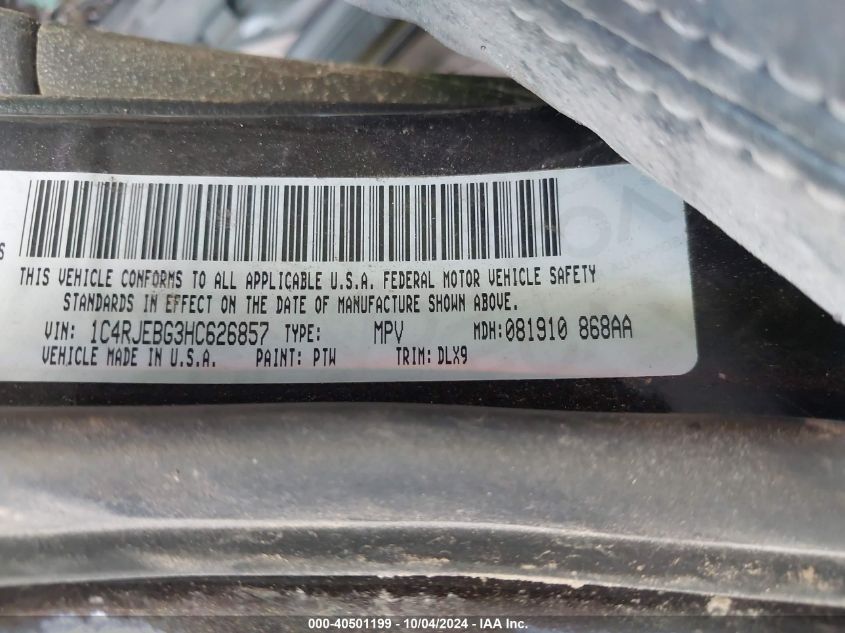 THIS VEHICLE CONFORMS TO ALL APPLICABLE U.S.A. FEDERAL MOTOR VEHICLE SAFETY
STANDARDS IN EFFECT ON THE DATE OF MANUFACTURE SHOWN ABOVE.
VIN: 1C4RJEBG3HC626857 TYPE: MPV MDH:081910 868AA
VEHICLE MADE IN U.S.A. PAINT: PTW TRIM: DLX9
000-40501199 - 10/04/2024 - IAA Inc.